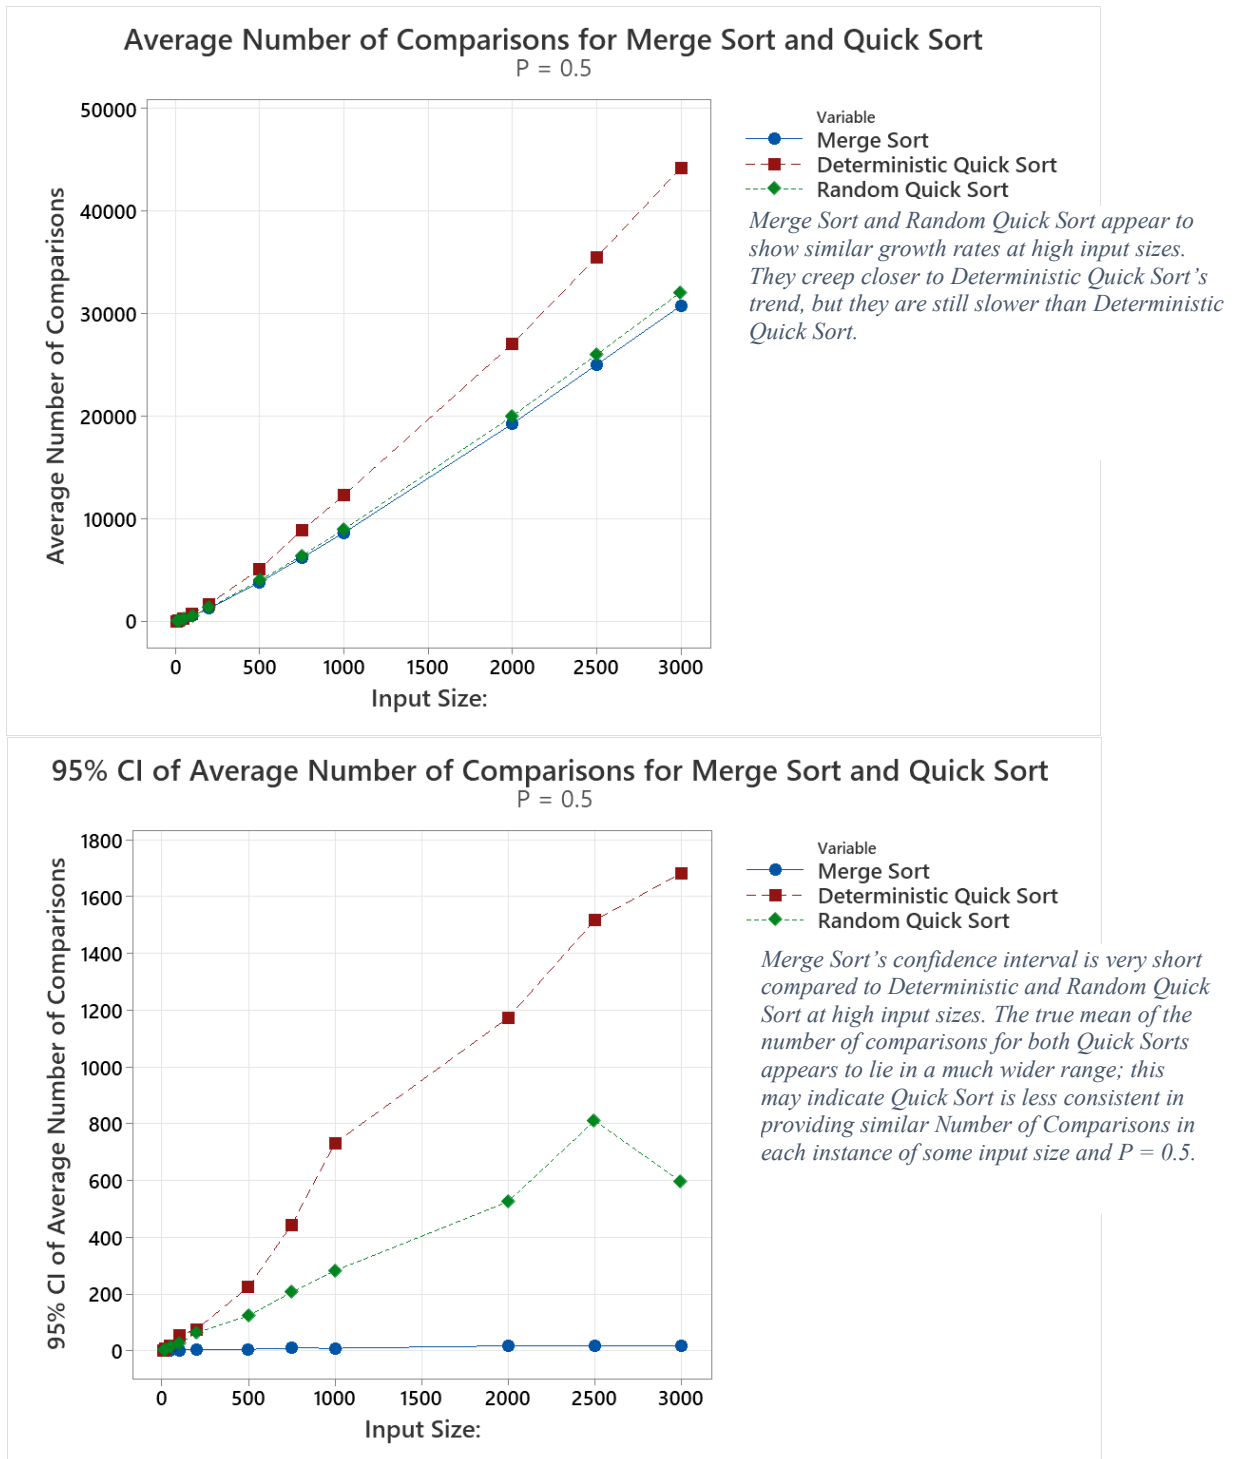 Average Number of Comparisons for Merge Sort and Quick Sort
P = 0.5
Average Number of Comparisons
50000
40000
30000
20000
10000
0
0 500 1000 1500 2000 2500 3000
Input Size:
Variable
Merge Sort
Deterministic Quick Sort
Random Quick Sort
Merge Sort and Random Quick Sort appear to
show similar growth rates at high input sizes.
They creep closer to Deterministic Quick Sort’s
trend, but they are still slower than Deterministic
Quick Sort.
95% CI of Average Number of Comparisons for Merge Sort and Quick Sort
P = 0.5
95% CI of Average Number of Comparisons
1800
1600
1400
1200
1000
800
600
400
200
0
0 500 1000 1500 2000 2500 3000
Input Size:
Variable
Merge Sort
Deterministic Quick Sort
Random Quick Sort
Merge Sort’s confidence interval is very short
compared to Deterministic and Random Quick
Sort at high input sizes. The true mean of the
number of comparisons for both Quick Sorts
appears to lie in a much wider range; this
may indicate Quick Sort is less consistent in
providing similar Number of Comparisons in
each instance of some input size and P = 0.5.